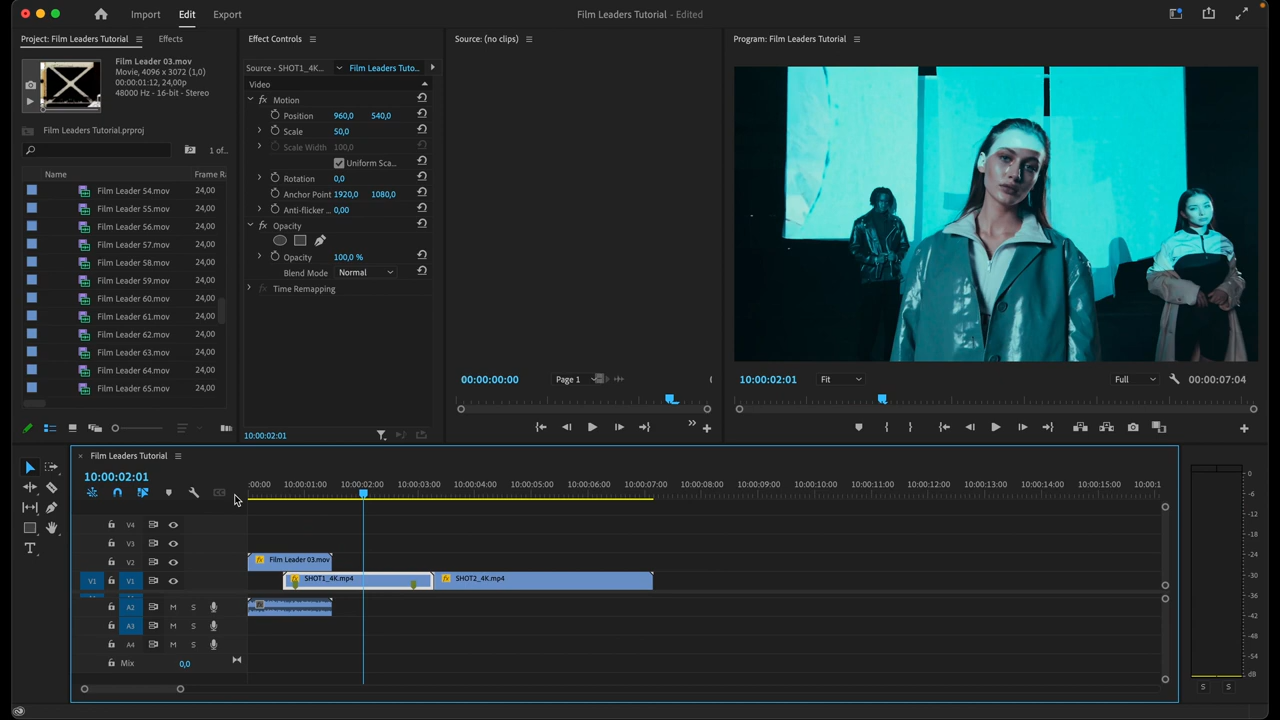 Import Edit Export Film Leaders Tutorial - Edited
Project: Film Leaders Tutorial Effects Effect Controls Source: (no clips) Program: Film Leaders Tutorial
Film Leader 03.mov
Movie, 4096 x 3072 (1,0)
00:00:01:12, 24,00p
48000 Hz - 16-bit - Stereo
Film Leaders Tutorial.prproj
1 of...
Name Frame R
Film Leader 54.mov 24,00
Film Leader 55.mov 24,00
Film Leader 56.mov 24,00
Film Leader 57.mov 24,00
Film Leader 58.mov 24,00
Film Leader 59.mov 24,00
Film Leader 60.mov 24,00
Film Leader 61.mov 24,00
Film Leader 62.mov 24,00
Film Leader 63.mov 24,00
Film Leader 64.mov 24,00
Film Leader 65.mov 24,00
Source - SHOT1_4K... Film Leaders Tuto...
Video
fx Motion
Position 960,0 540,0
Scale 50,0
Scale Width 100,0
Uniform Sca...
Rotation 0,0
Anchor Point 1920,0 1080,0
Anti-flicker .. 0,00
fx Opacity
Opacity 100,0 %
Blend Mode Normal
fx Time Remapping
10:00:02:01
00:00:00:00 Page 1
10:00:02:01 Fit Full 00:00:07:04
Film Leaders Tutorial
10:00:02:01
:00:00 10:00:01:00 10:00:02:00 10:00:03:00 10:00:04:00 10:00:05:00 10:00:06:00 10:00:07:00 10:00:08:00 10:00:09:00 10:00:10:00 10:00:11:00 10:00:12:00 10:00:13:00 10:00:14:00 10:00:15:00 10:00:1
V4
V3
V2 fx Film Leader 03.mov
V1 V1 fx SHOT1_4K.mp4 fx SHOT2_4K.mp4
A2 M S
A3 M S
A4 M S
Mix 0,0
0
-6
-12
-18
-24
-30
-36
-42
-48
-54
dB
S S